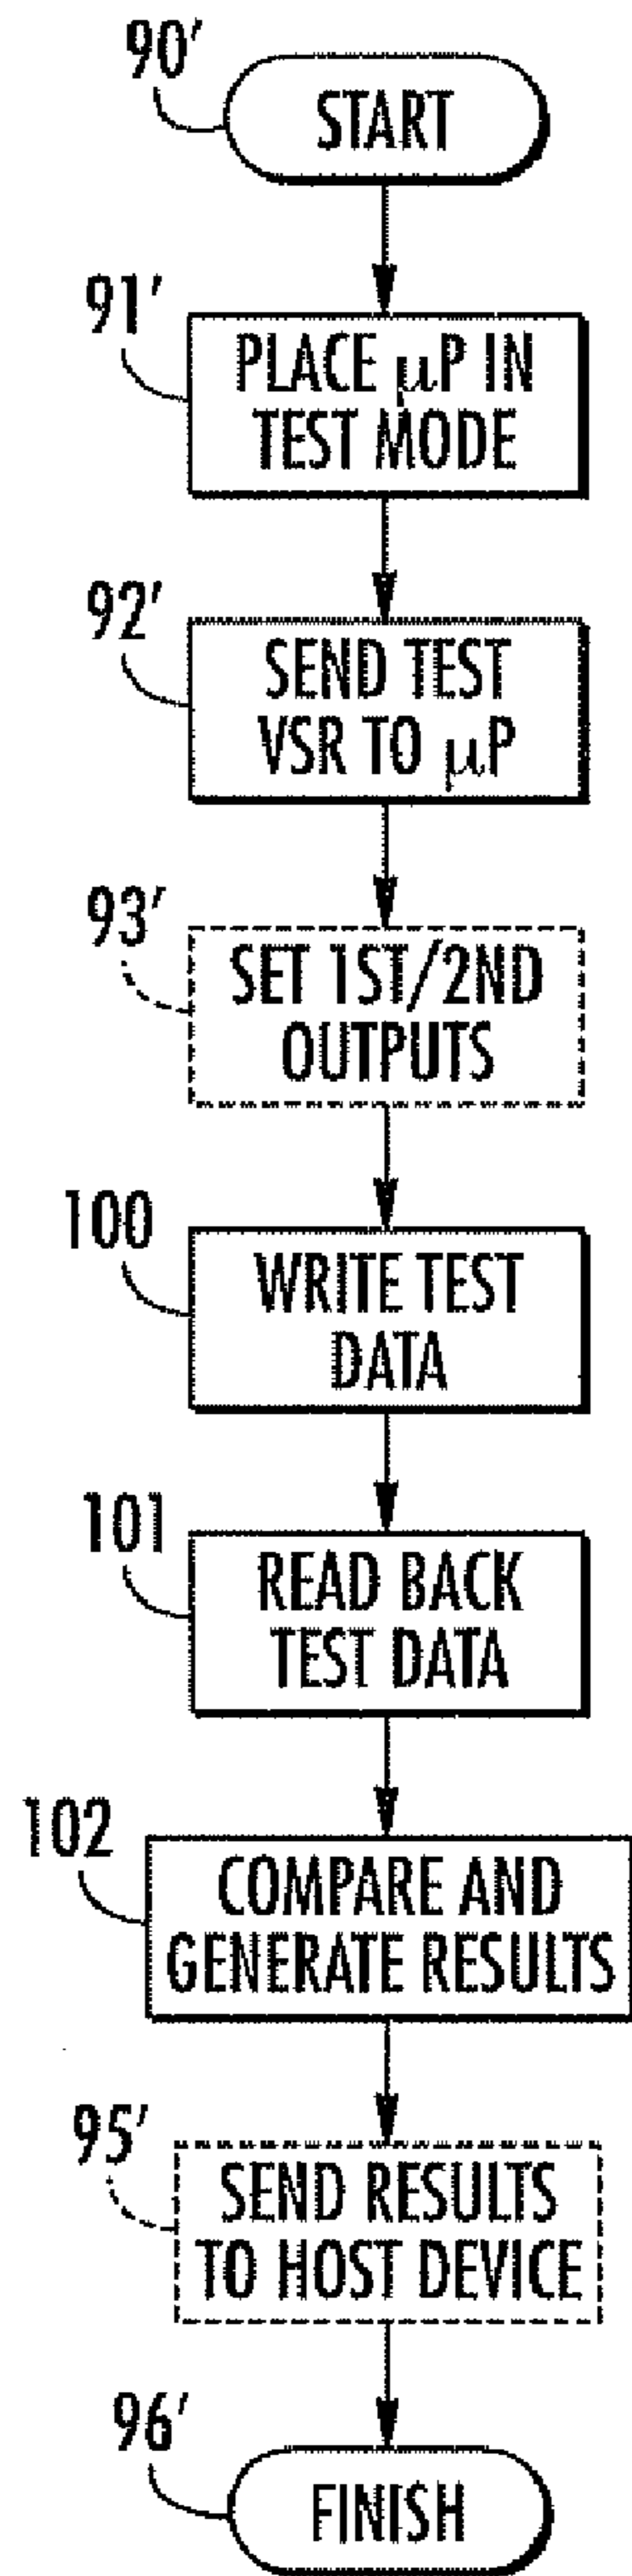 90′
START
91′
PLACE μP IN
TEST MODE
92′
SEND TEST
VSR TO μP
93′
SET 1ST/2ND
OUTPUTS
100
WRITE TEST
DATA
101
READ BACK
TEST DATA
102
COMPARE AND
GENERATE RESULTS
95′
SEND RESULTS
TO HOST DEVICE
96′
FINISH